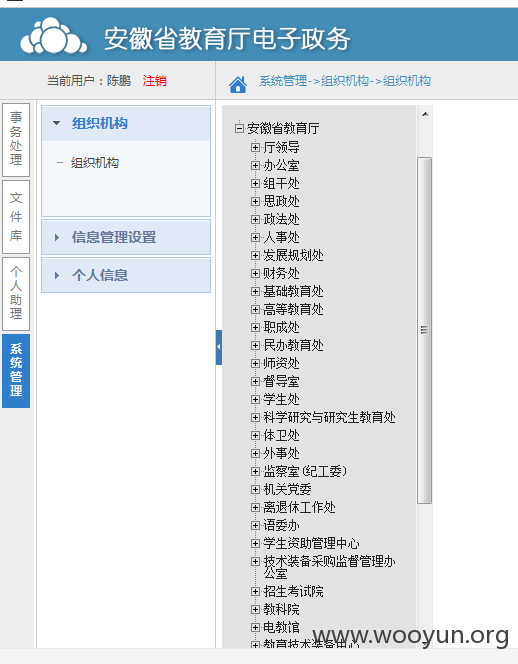 安徽省教育厅电子政务
当前用户：陈鹏 注销
系统管理->组织机构->组织机构
事务处理
文件库
个人助理
系统管理
组织机构
组织机构
信息管理设置
个人信息
安徽省教育厅
厅领导
办公室
组干处
思政处
政法处
人事处
发展规划处
财务处
基础教育处
高等教育处
职成处
民办教育处
师资处
督导室
学生处
科学研究与研究生教育处
体卫处
外事处
监察室(纪工委)
机关党委
离退休工作处
语委办
学生资助管理中心
技术装备采购监督管理办
公室
招生考试院
教科院
电教馆
教育技术装备中心
www.wooyun.org